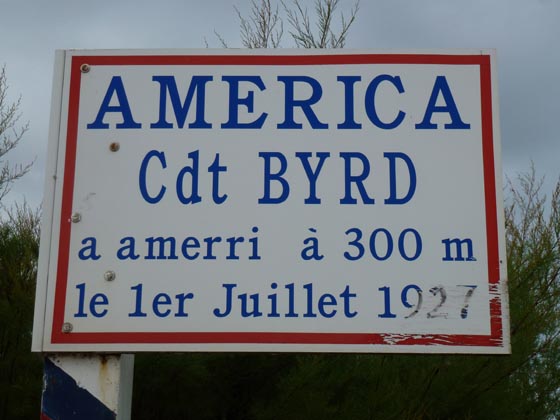 AMERICA
Cdt BYRD
a amerri à 300 m
le 1er Juillet 1927